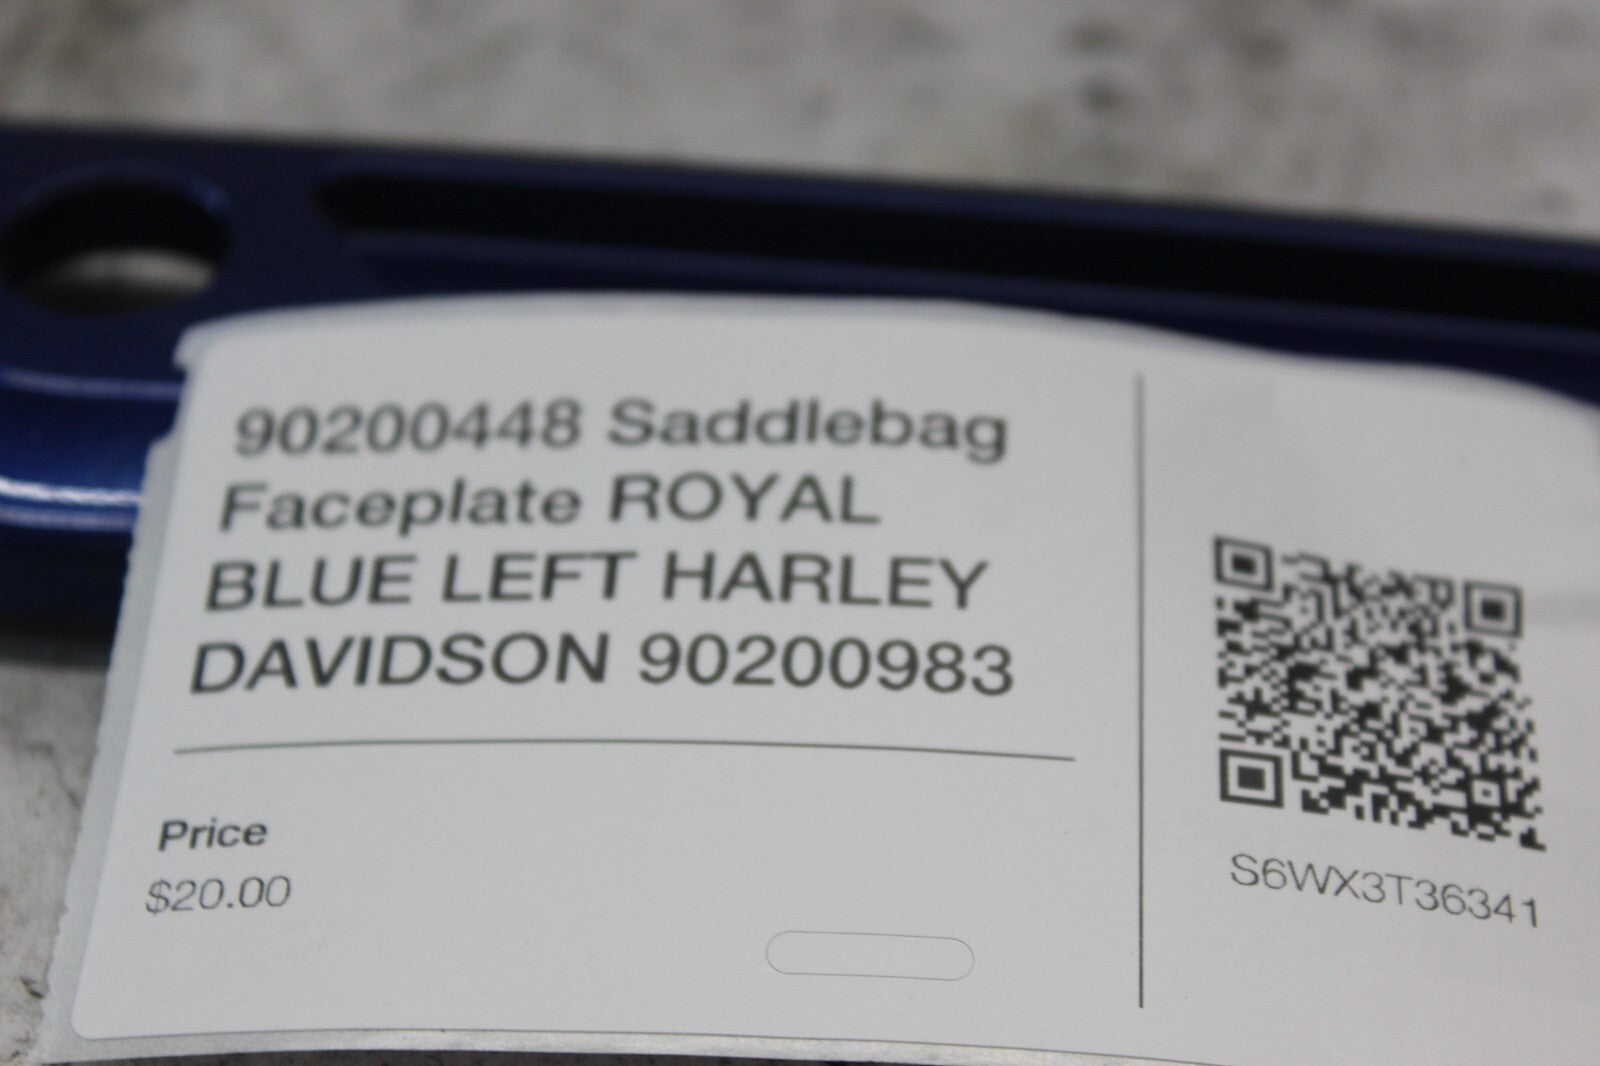 90200448 Saddlebag
Faceplate ROYAL
BLUE LEFT HARLEY
DAVIDSON 90200983
Price
$20.00
S6WX3T36341